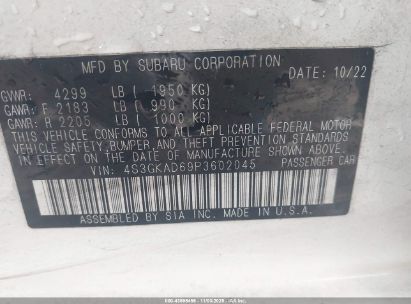 MFD BY SUBARU CORPORATION
DATE: 10/22
GVWR: 4299 LB ( 1950 KG)
GAWR: F 2183 LB ( 990 KG)
GAWR: R 2205 LB ( 1000 KG)
THIS VEHICLE CONFORMS TO ALL APPLICABLE FEDERAL MOTOR
VEHICLE SAFETY, BUMPER, AND THEFT PREVENTION STANDARDS
IN EFFECT ON THE DATE OF MANUFACTURE SHOWN ABOVE.
VIN: 4S3GKAD69P3602045 PASSENGER CAR
ASSEMBLED BY SIA INC. MADE IN U.S.A.